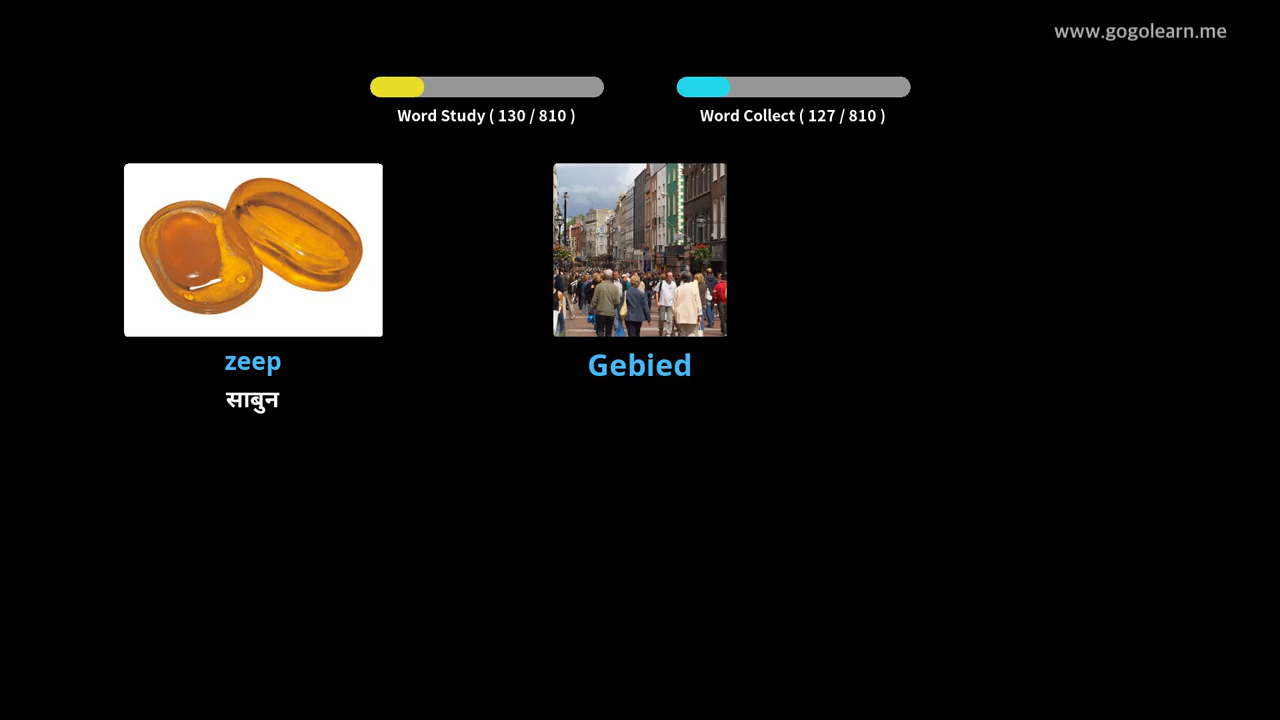 www.gogolearn.me
Word Study ( 130 / 810 )
Word Collect ( 127 / 810 )
zeep
साबुन
Gebied